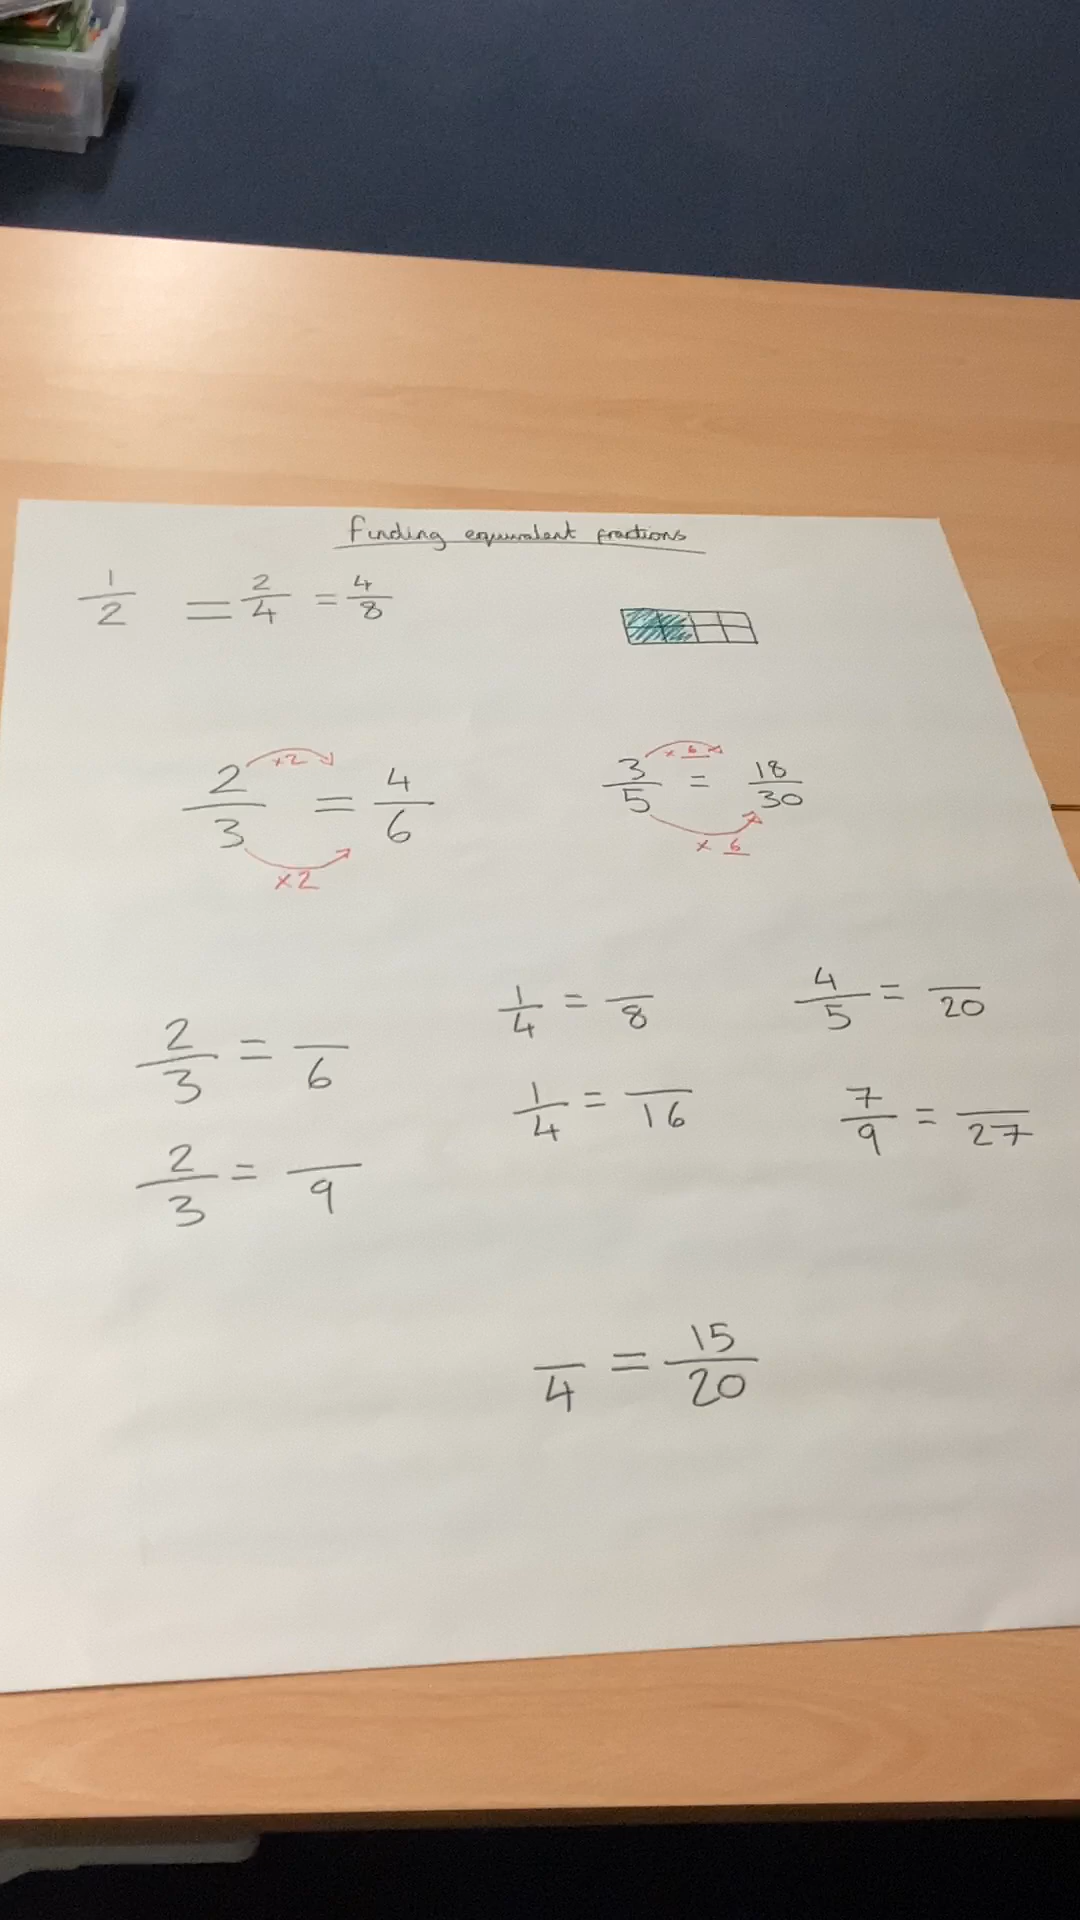 Finding equivalent fractions
1/2 = 2/4 = 4/8
×2 × 6
2/3 = 4/6 3/5 = 18/30
×2 × 6
1/4 = _/8 4/5 = _/20
2/3 = _/6
1/4 = _/16 7/9 = _/27
2/3 = _/9
_/4 = 15/20